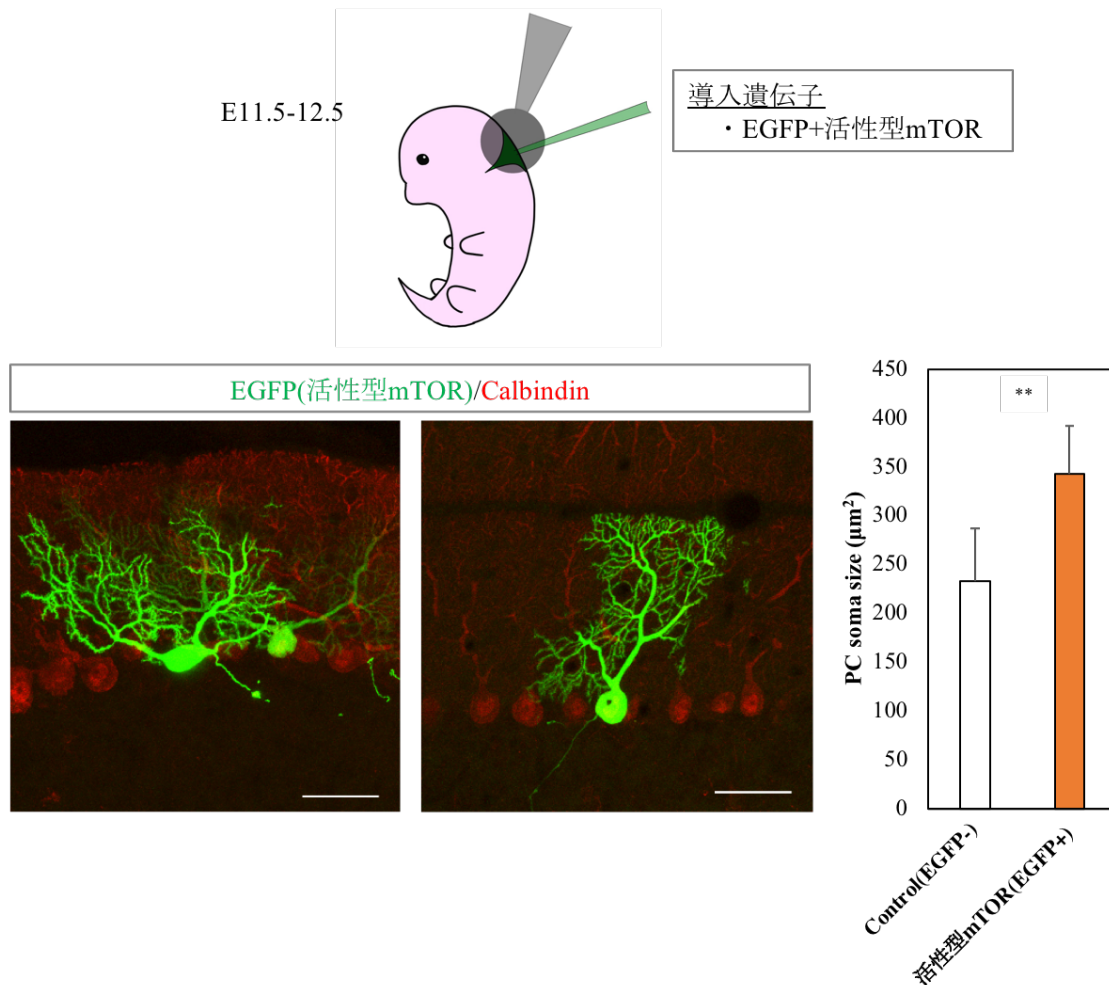 E11.5-12.5
導入遺伝子
・EGFP+活性型mTOR
EGFP(活性型mTOR)/Calbindin
450
400
350
300
250
200
150
100
50
0
PC soma size (µm²)
**
Control(EGFP-)
活性型mTOR(EGFP+)